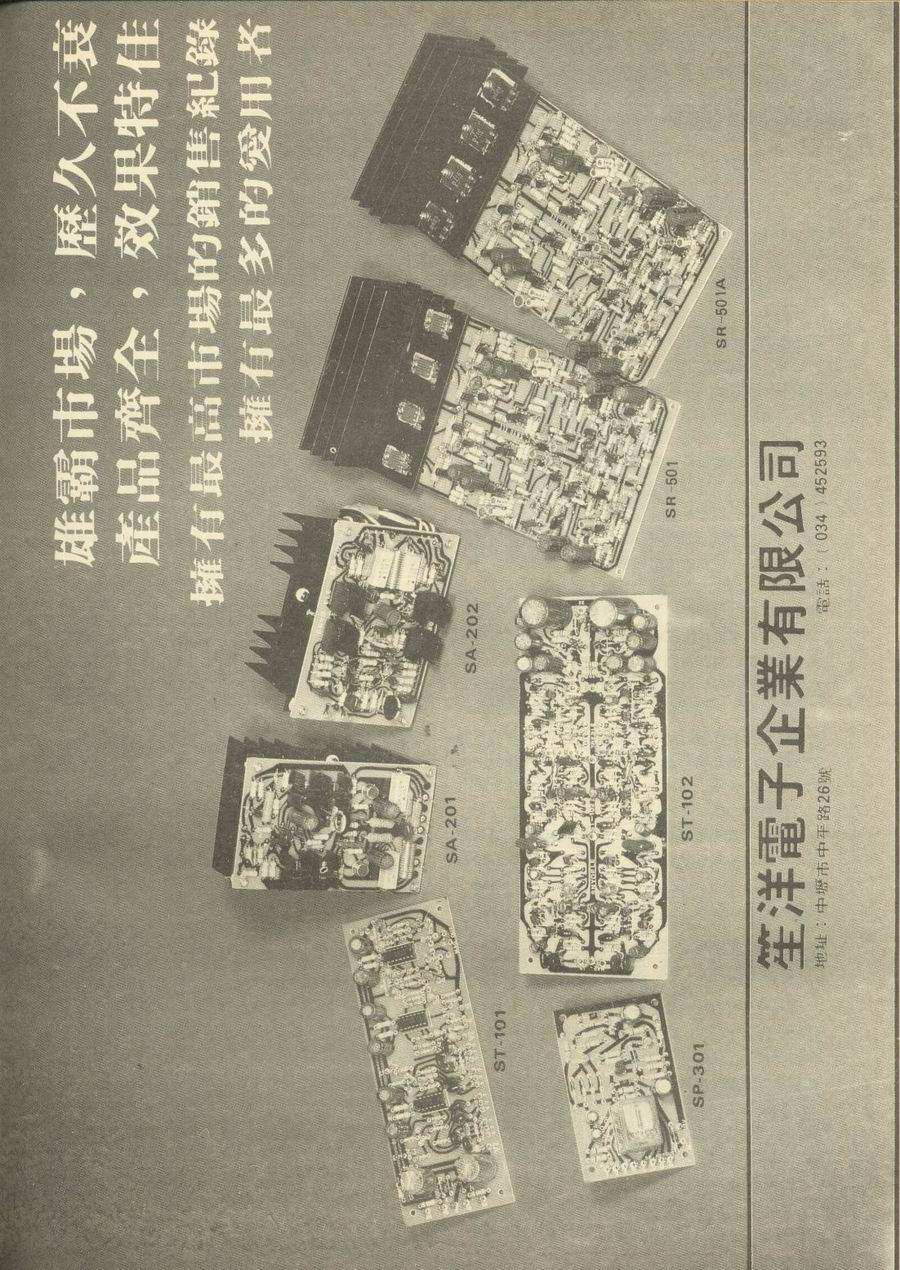 雄霸市場，歷久不衰
產品齊全，效果特佳
擁有最高市場的銷售紀錄
擁有最多的愛用者
SR-501A
SR-501
SA-202
SA-201
ST-102
ST-101
SP-301
笙洋電子企業有限公司
地址：中壢市中平路26號 電話：（034）452593